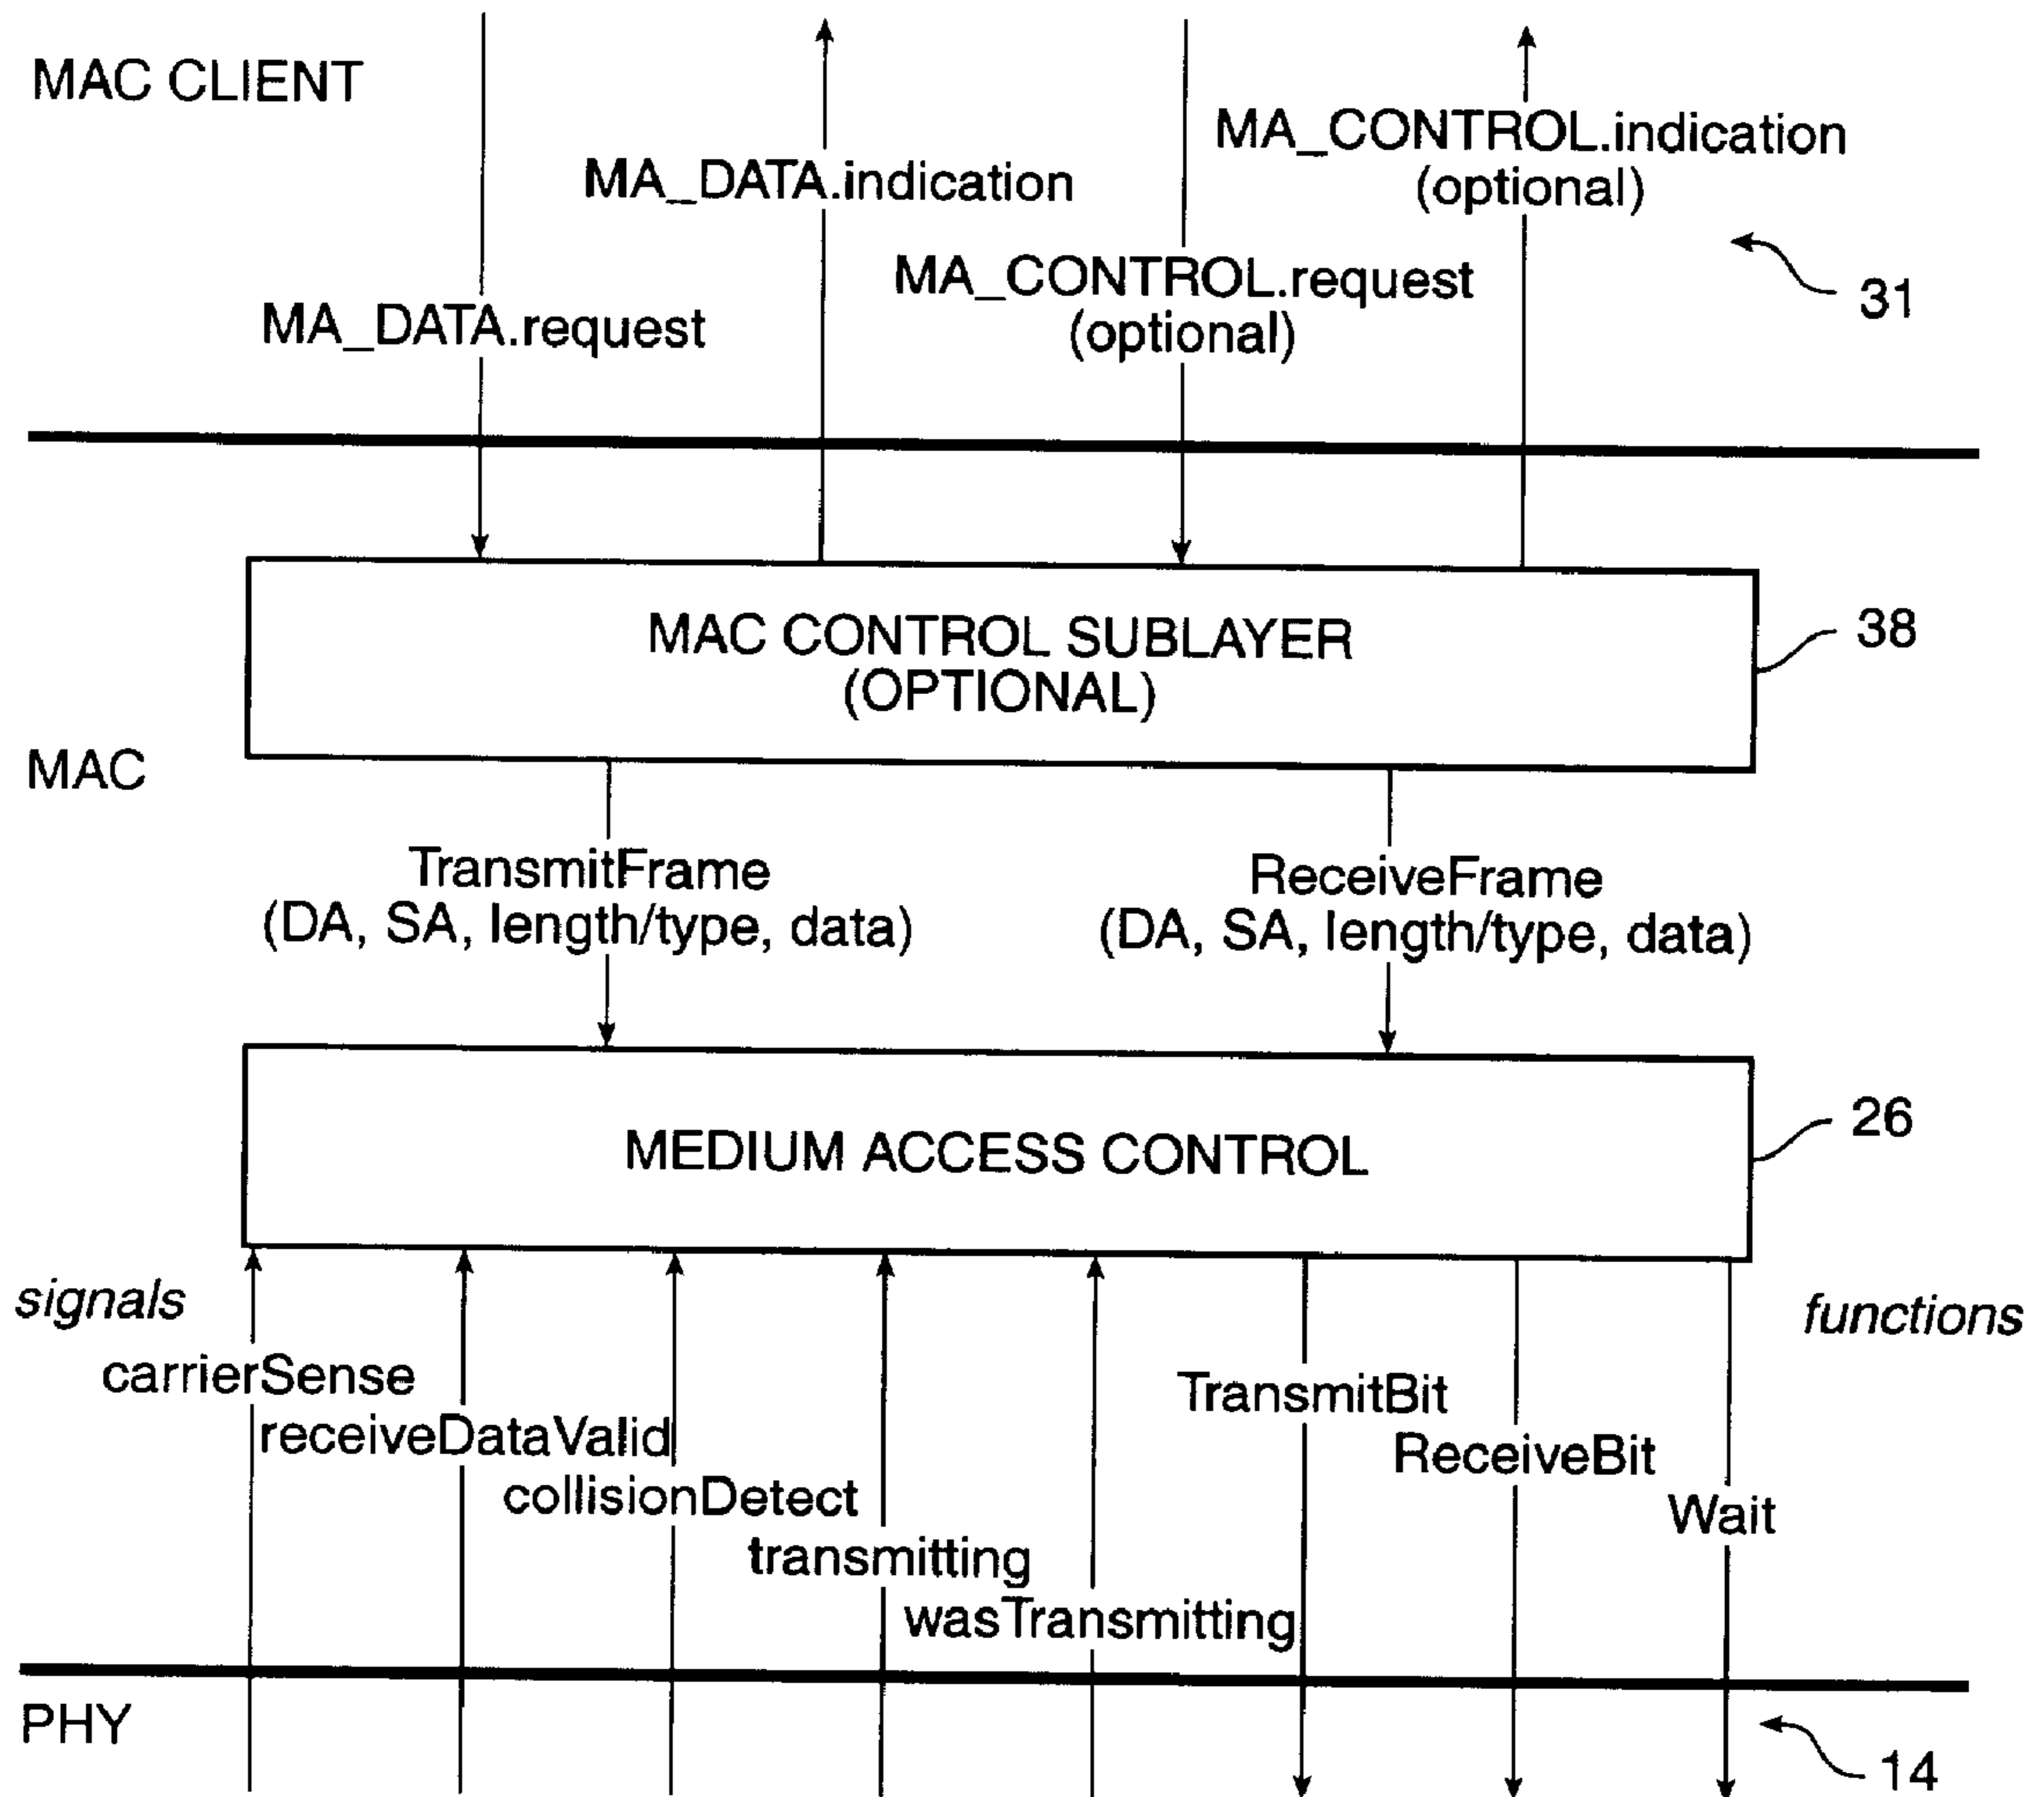 MAC CLIENT
MA_DATA.indication
MA_CONTROL.indication
(optional)
MA_DATA.request
MA_CONTROL.request
(optional)
31
MAC CONTROL SUBLAYER
(OPTIONAL)
38
MAC
TransmitFrame
(DA, SA, length/type, data)
ReceiveFrame
(DA, SA, length/type, data)
MEDIUM ACCESS CONTROL
26
signals
functions
carrierSense
receiveDataValid
collisionDetect
transmitting
wasTransmitting
TransmitBit
ReceiveBit
Wait
PHY
14